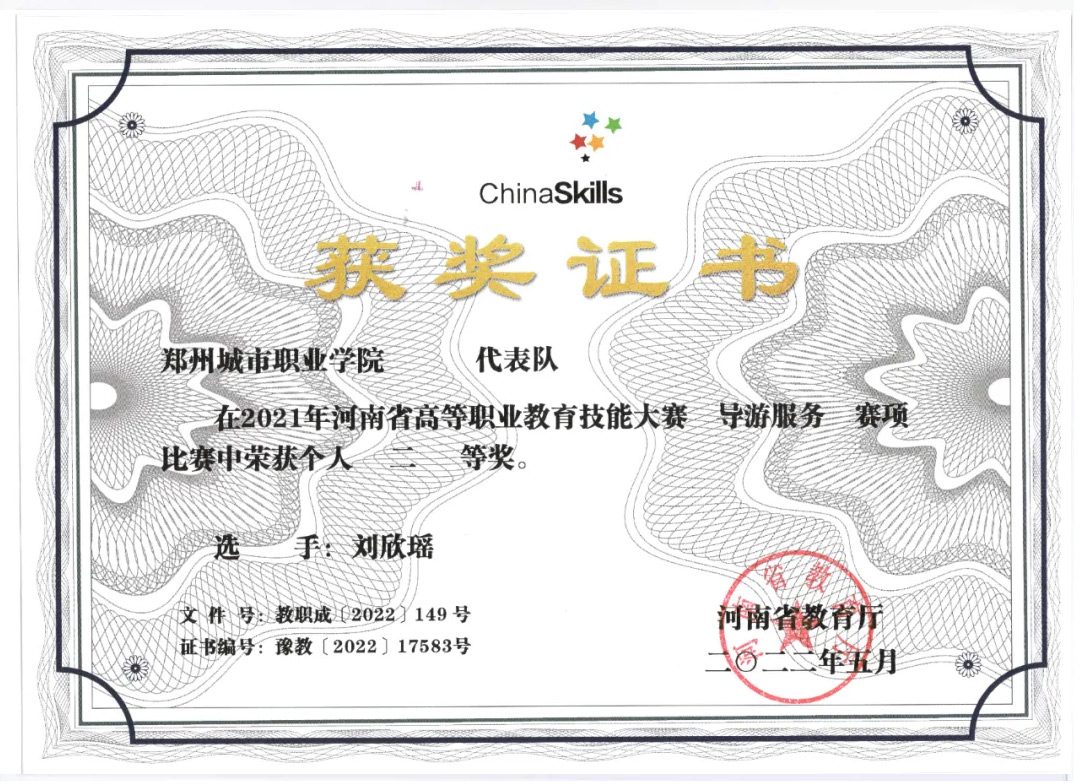 ChinaSkills
获奖证书
郑州城市职业学院 代表队
在2021年河南省高等职业教育技能大赛 导游服务 赛项
比赛中荣获个人 二 等奖。
选 手：刘欣瑶
文 件 号：教职成〔2022〕149 号
证书编号：豫教〔2022〕17583号
河南省教育厅
二〇二二年五月
河南省教育厅